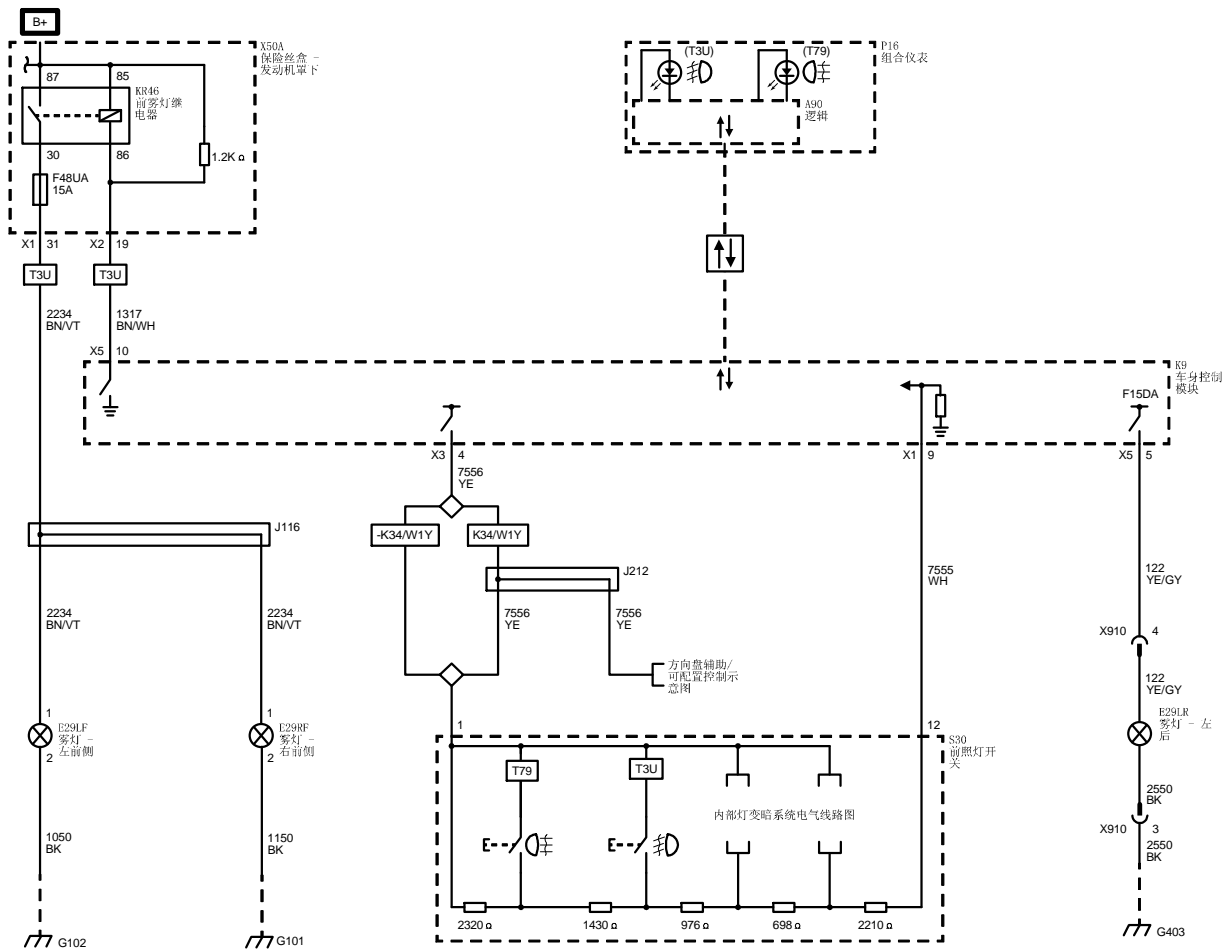 B+
X50A
保险丝盒 -
发动机罩下
87
85
KR46
前雾灯继
电器
30
86
1.2K Ω
F48UA
15A
X1 31
X2 19
T3U
T3U
2234
BN/VT
1317
BN/WH
X5 10
(T3U)
(T79)
P16
组合仪表
A90
逻辑
K9
车身控制
模块
F15DA
X3 4
X1 9
X5 5
7556
YE
-K34/W1Y
K34/W1Y
J212
7556
YE
7556
YE
方向盘辅助/
可配置控制示
意图
7555
WH
122
YE/GY
X910 4
122
YE/GY
J116
2234
BN/VT
2234
BN/VT
1
E29LF
雾灯 -
左前侧
2
1
E29RF
雾灯 -
右前侧
2
1
12
S30
前照灯开
关
E29LR
雾灯 - 左
后
T79
T3U
内部灯变暗系统电气线路图
2550
BK
X910 3
2550
BK
1050
BK
1150
BK
2320 Ω
1430 Ω
976 Ω
698 Ω
2210 Ω
G102
G101
G403